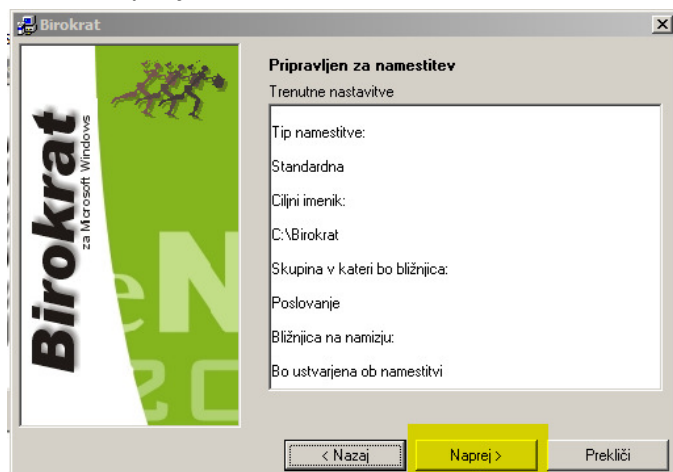 Birokrat
Birokrat
za Microsoft Windows
eN
Pripravljen za namestitev
Trenutne nastavitve
Tip namestitve:
Standardna
Ciljni imenik:
C:\Birokrat
Skupina v kateri bo bližnjica:
Poslovanje
Bližnjica na namizju:
Bo ustvarjena ob namestitvi
< Nazaj
Naprej >
Prekliči